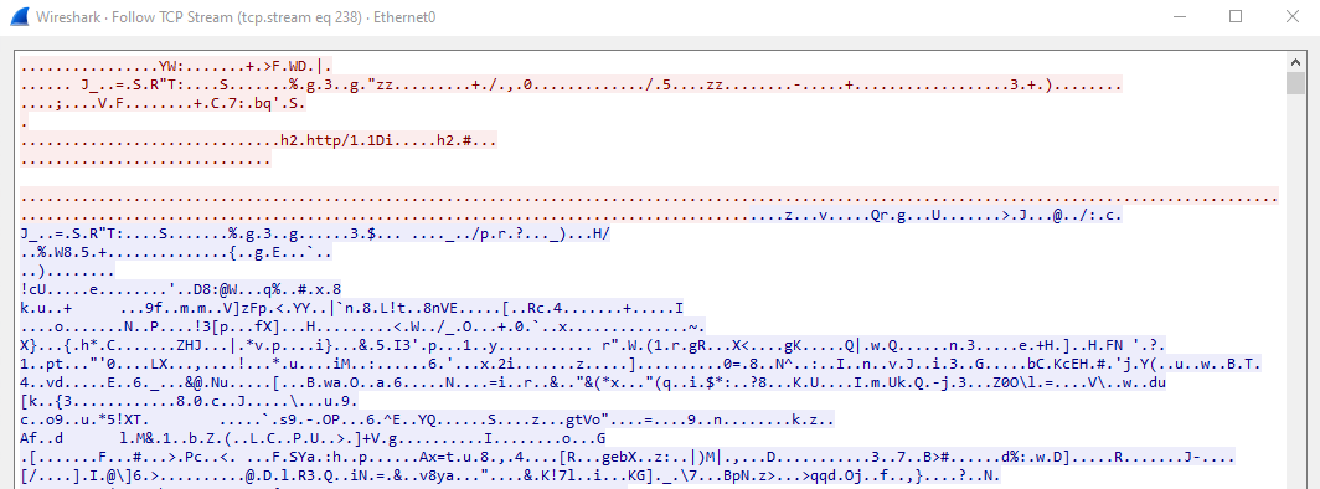 Wireshark · Follow TCP Stream (tcp.stream eq 238) · Ethernet0
................YW:.......+.>F.WD.|.
...... J_..=.S.R"T:....S.......%.g.3..g."zz.........+./.,.0............./.5....zz........-.....+..................3.+.)........
....;....V.F........+.C.7:.bq'.S.
.
..............................h2.http/1.1Di.....h2.#...
.............................
..................................................................................................................................................
.....................................................................................z...v.....Qr.g...U.......>.J...@../:.c.
J_..=.S.R"T:....S.......%.g.3..g......3.$... ...._../p.r.?..._)...H/
..%.W8.5.+..............{..g.E...`..
..)........
!cU.....e........'..D8:@W...q%..#.x.8
k.u..+      ...9f..m.m..V]zFp.<.YY..|`n.8.L!t..8nVE.....[..Rc.4.......+.....I
....o.......N..P....!3[p...fX]...H.........<.W../_.O...+.0.`..x..............~.
X}...{.h*.C.......ZHJ...|.*v.p....i}...&.5.I3'.p...1..y........... r".W.(1.r.gR...X<....gK.....Q|.w.Q......n.3.....e.+H.]..H.FN '.?.
1..pt..."'0....LX...,....!...*.u....iM..:......6.'...x.2i.......z.....]..........0=.8..N^..:..I..n..v.J..i.3..G.....bC.KcEH.#.'j.Y(..u..w..B.T.
4..vd.....E..6._...&@.Nu.....[...B.wa.O..a.6.....N....=i..r..&.."&(*x..."(q..i.$*:..?8...K.U....I.m.Uk.Q.-j.3...Z0O\l.=....V\..w..du
[k..{3............8.0.c..J.....\...u.9.
c..o9..u.*5!XT.        .....`.s9.-.OP...6.^E..YQ......S....z...gtVo"....=....9..n........k.z..
Af..d      l.M&.1..b.Z.(..L.C..P.U..>.]+V.g..........I........o...G
.[.......F...#...>.Pc..<. ...F.SYa.:h..p......Ax=t.u.8.,.4....[R...gebX..z:..|)M|.,...D...........3..7..B>#......d%:.w.D].....R.......J-....
[/....].I.@\]6.>..........@.D.l.R3.Q..iN.=.&..v8ya..."....&.K!7l..i...KG]._.\7...BpN.z>...>qqd.Oj..f..,}....?..N.